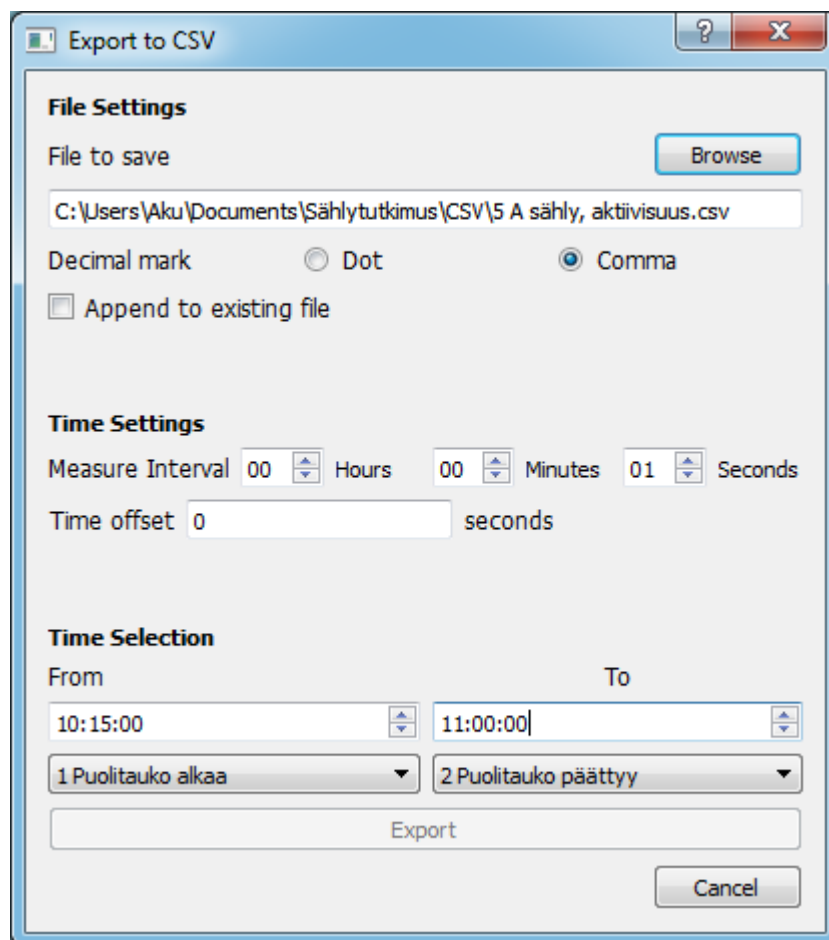 Export to CSV
File Settings
File to save Browse
C:\Users\Aku\Documents\Sählytutkimus\CSV\5 A sähly, aktiivisuus.csv
Decimal mark Dot Comma
Append to existing file
Time Settings
Measure Interval 00 Hours 00 Minutes 01 Seconds
Time offset 0 seconds
Time Selection
From To
10:15:00 11:00:00
1 Puolitauko alkaa 2 Puolitauko päättyy
Export
Cancel